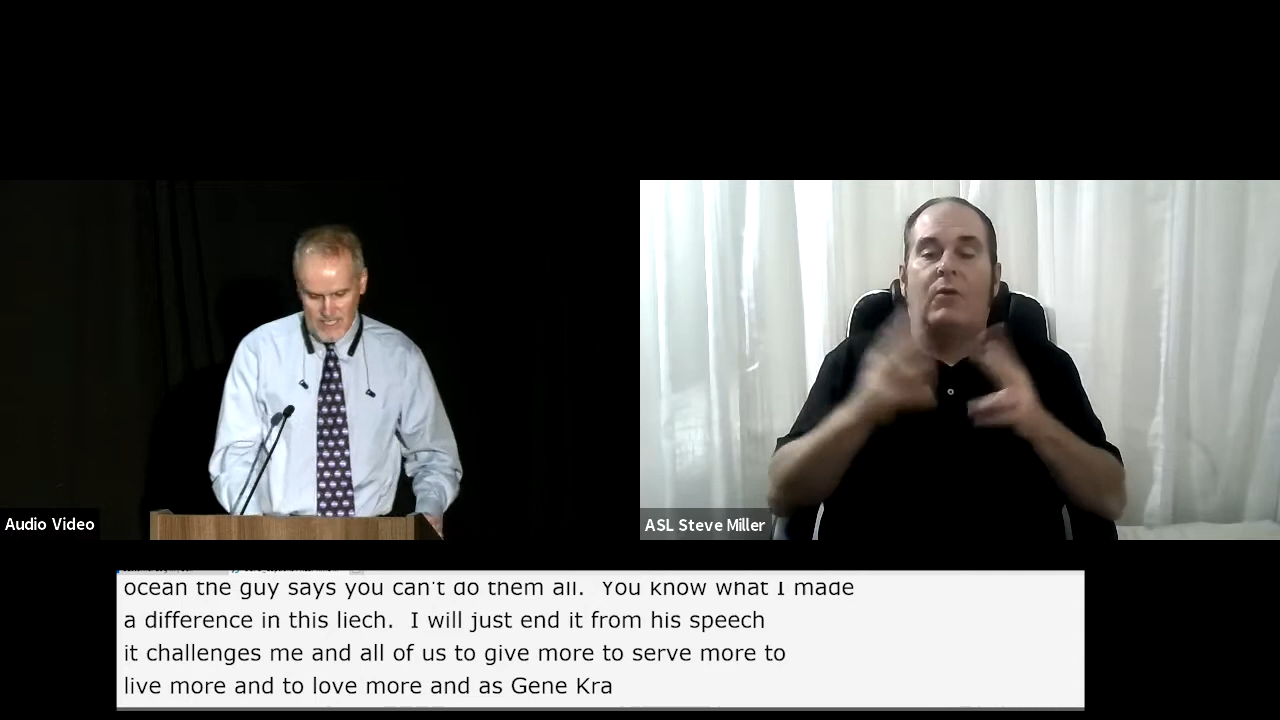 Audio Video
ASL Steve Miller
ocean the guy says you can't do them all. You know what I made
a difference in this liech. I will just end it from his speech
it challenges me and all of us to give more to serve more to
live more and to love more and as Gene Kra